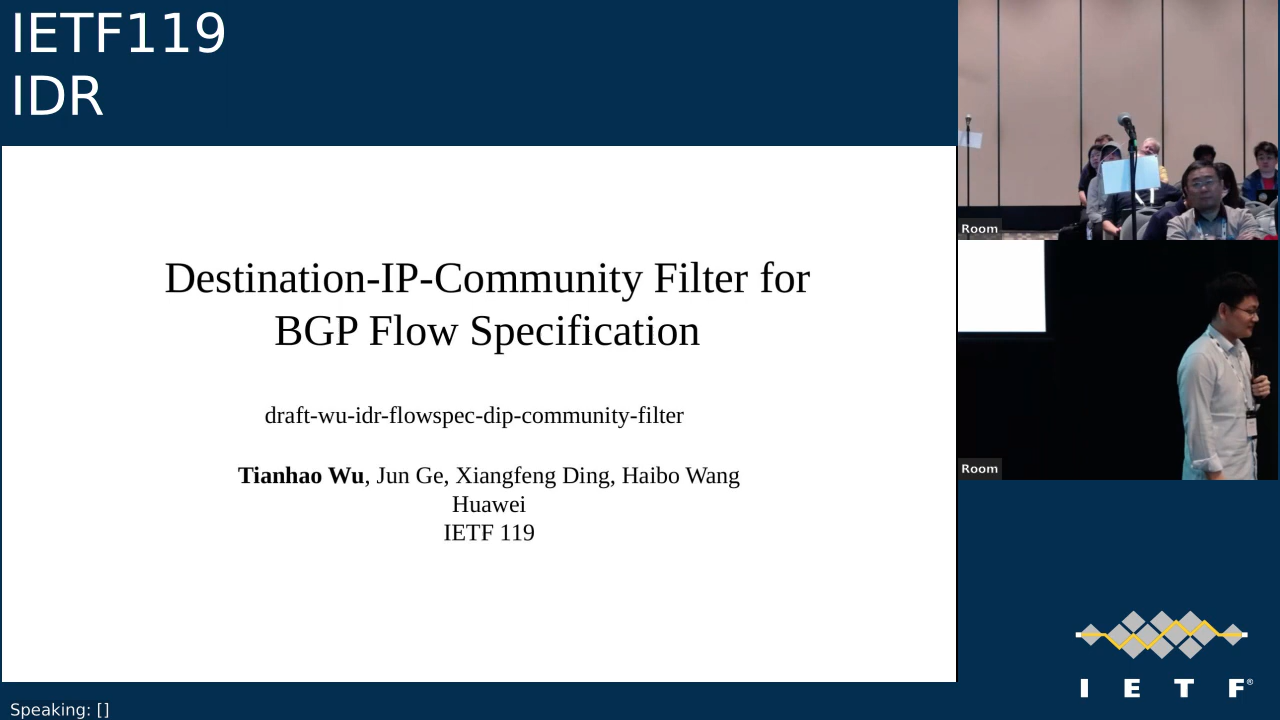 IETF119
IDR
Destination-IP-Community Filter for
BGP Flow Specification
draft-wu-idr-flowspec-dip-community-filter
Tianhao Wu, Jun Ge, Xiangfeng Ding, Haibo Wang
Huawei
IETF 119
Room
Room
I E T F®
Speaking: []